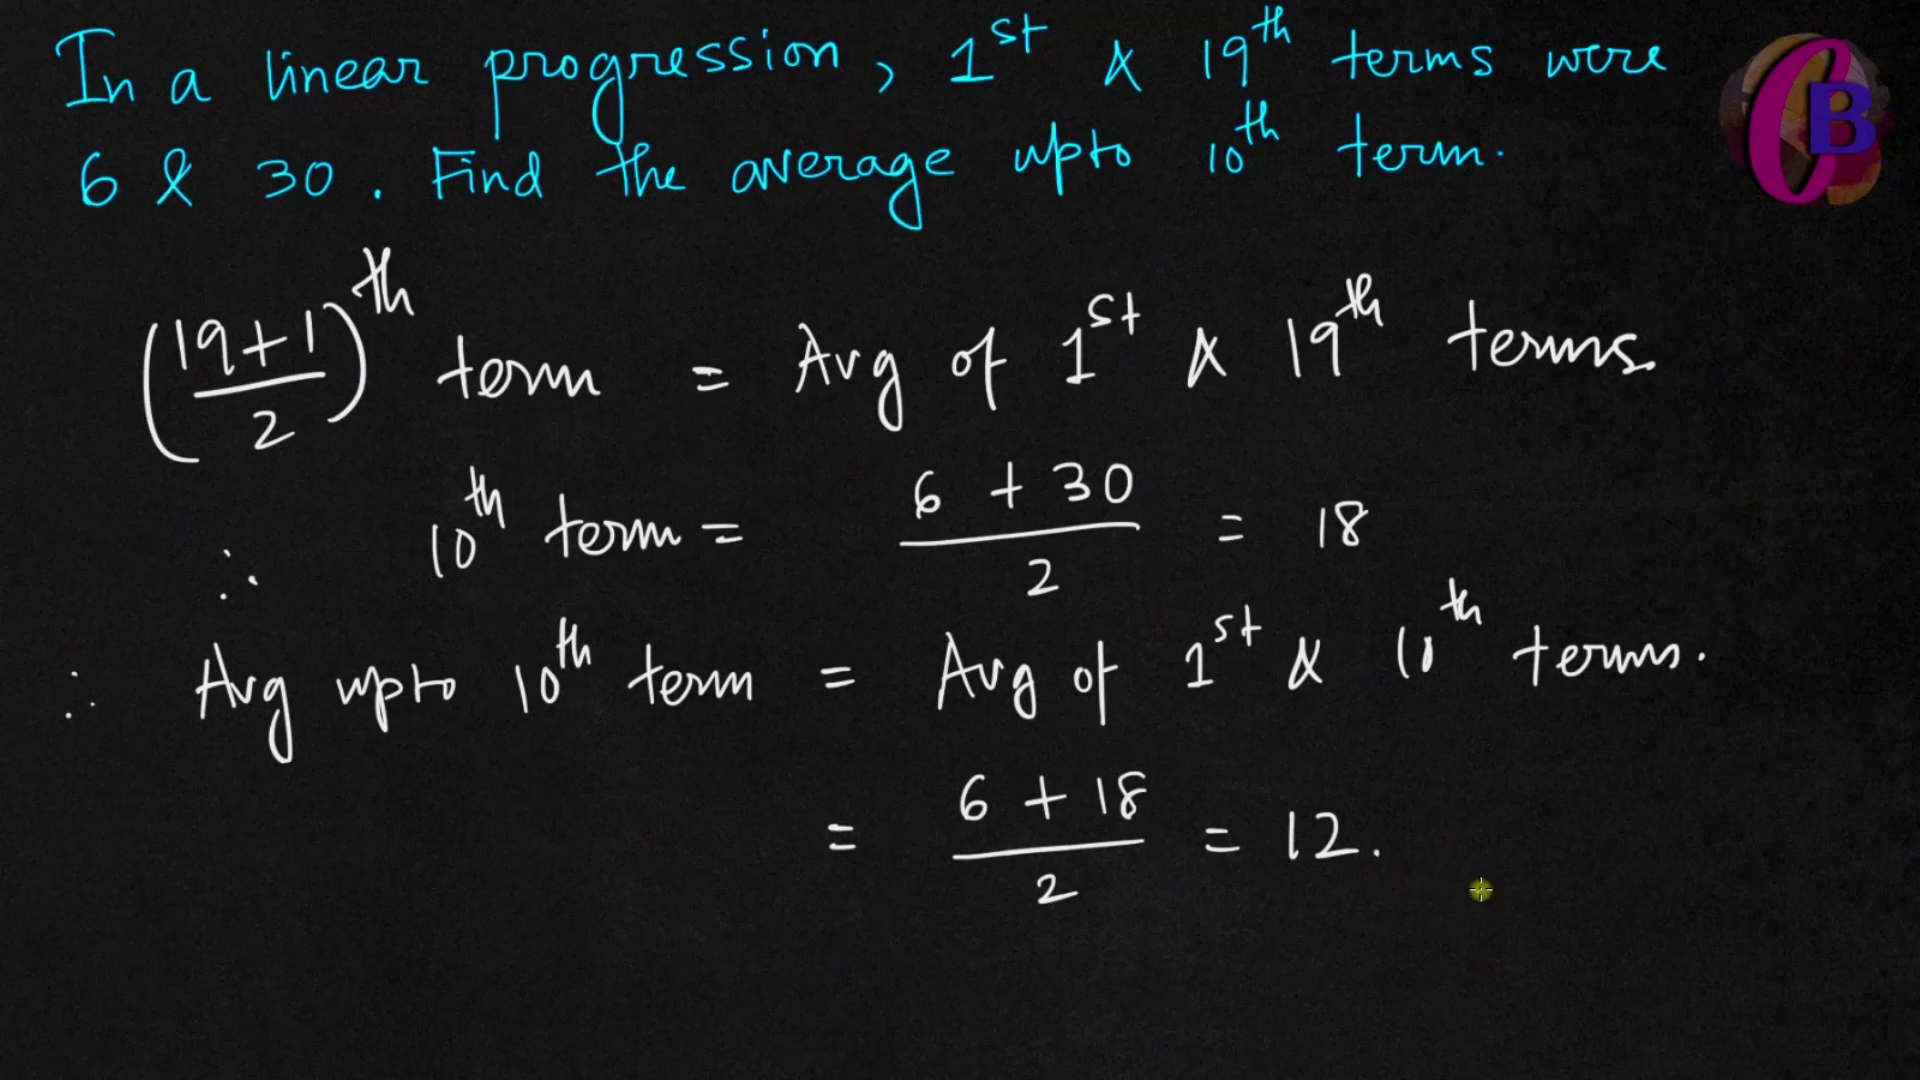 In a linear progression, 1st & 19th terms were
6 & 30. Find the average upto 10th term.
(19+1/2)th term = Avg of 1st & 19th terms.
∴ 10th term = 6 + 30/2 = 18
∴ Avg upto 10th term = Avg of 1st & 10th terms.
= 6 + 18/2 = 12.
CB